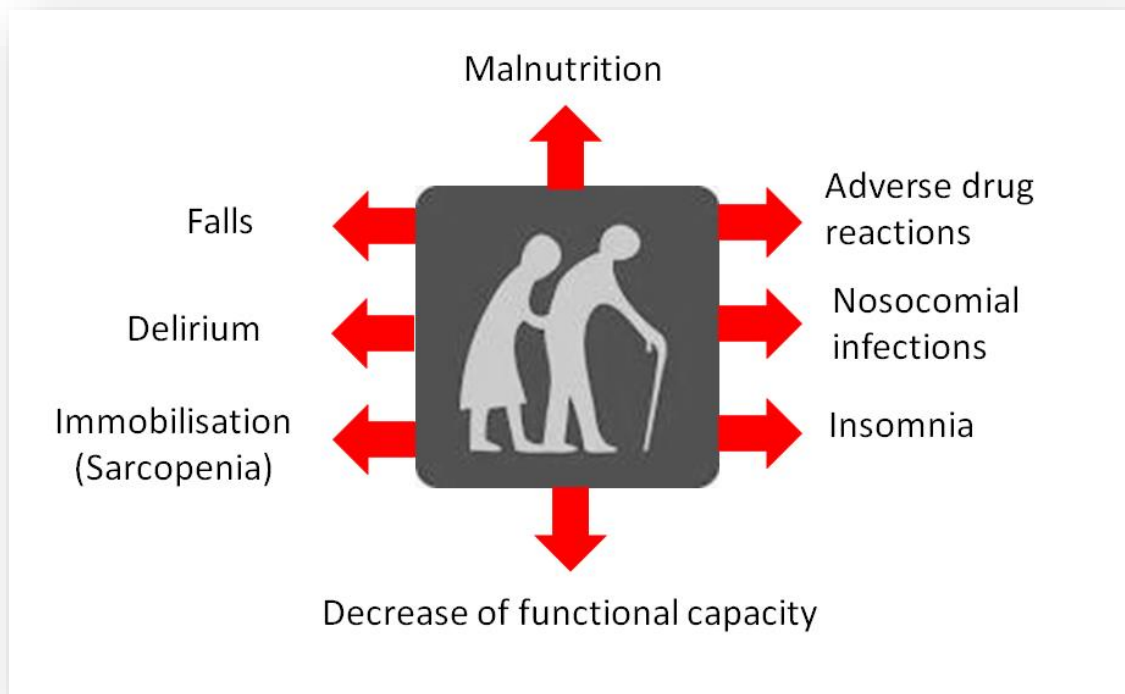 Malnutrition
Falls
Adverse drug
reactions
Delirium
Nosocomial
infections
Immobilisation
(Sarcopenia)
Insomnia
Decrease of functional capacity